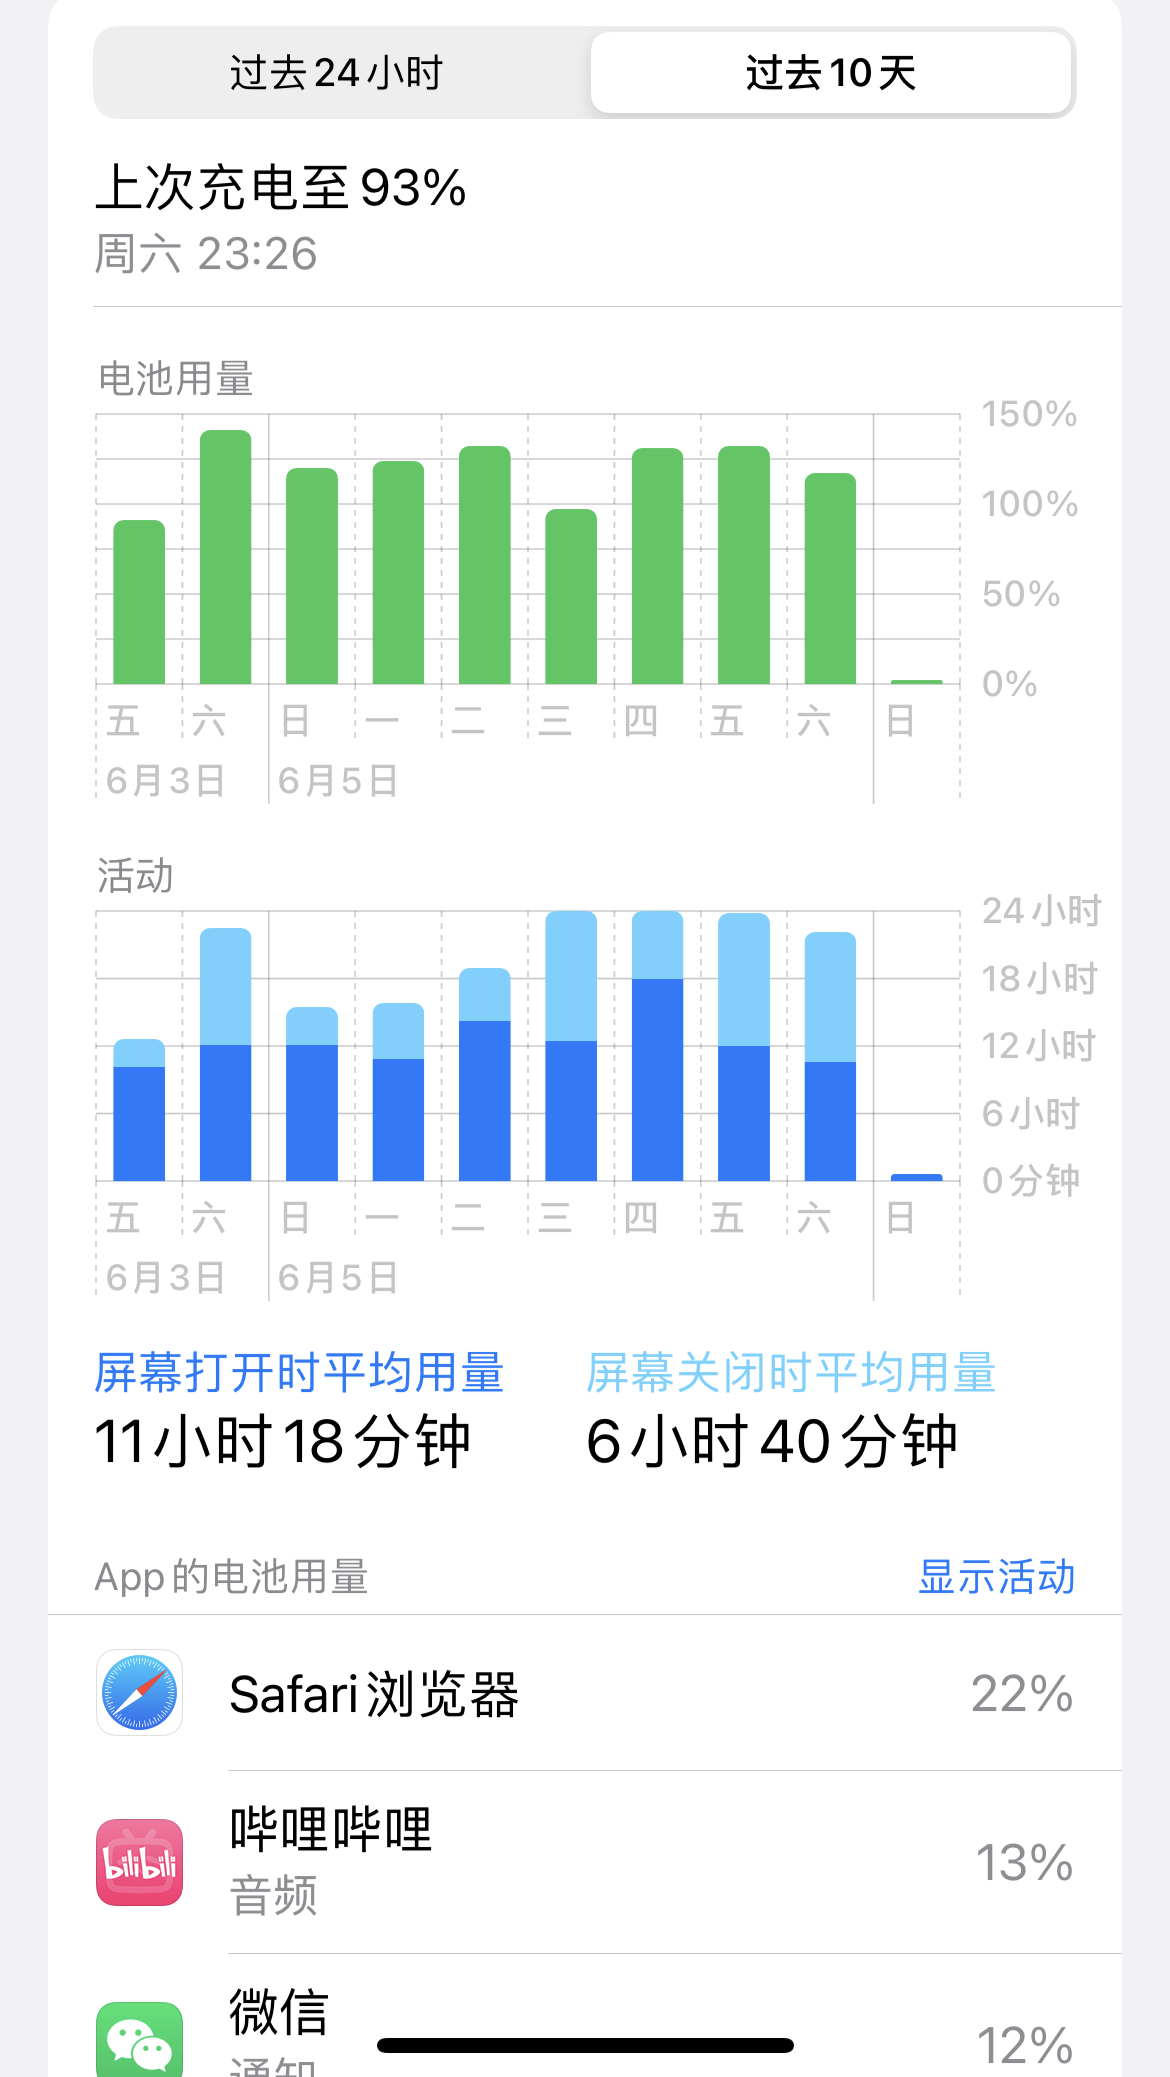 过去24小时 过去10天
上次充电至93%
周六 23:26
电池用量
150%
100%
50%
0%
五 六 日 一 二 三 四 五 六 日
6月3日 6月5日
活动
24小时
18小时
12小时
6小时
0分钟
五 六 日 一 二 三 四 五 六 日
6月3日 6月5日
屏幕打开时平均用量 屏幕关闭时平均用量
11小时18分钟 6小时40分钟
App的电池用量 显示活动
Safari浏览器 22%
bilibili
哔哩哔哩 13%
音频
微信 12%
通知